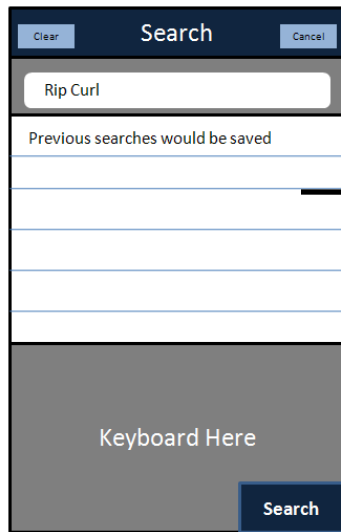 Clear
Search
Cancel
Rip Curl
Previous searches would be saved
Keyboard Here
Search